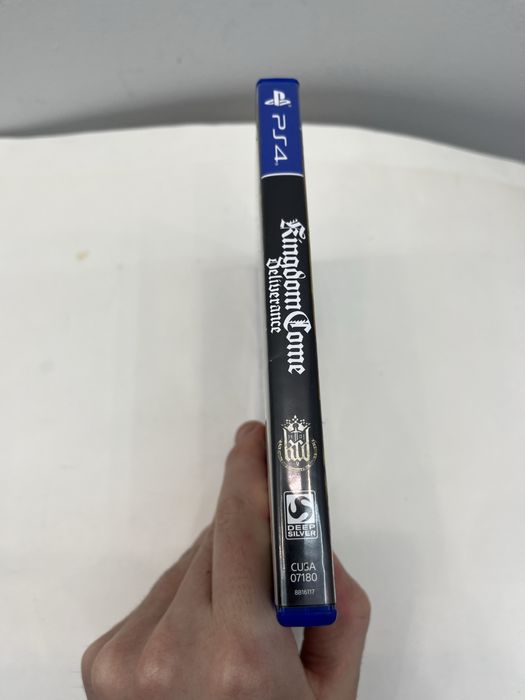 PS4
Kingdom Come
Deliverance
kcd
DEEP
SILVER
CUSA
07180
8816117